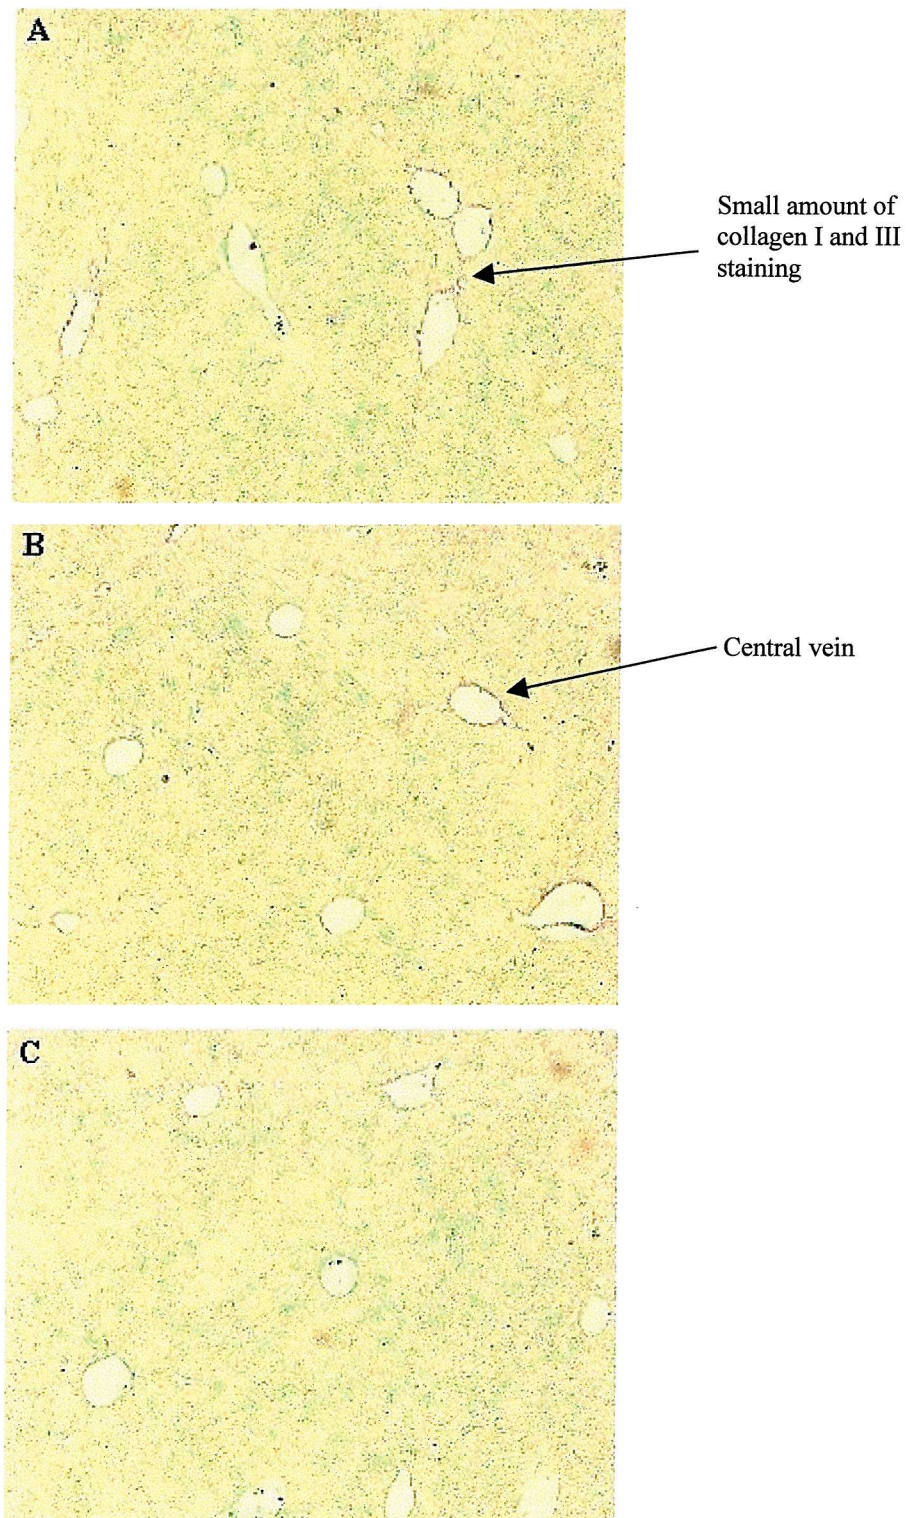 A
Small amount of
collagen I and III
staining
B
Central vein
C